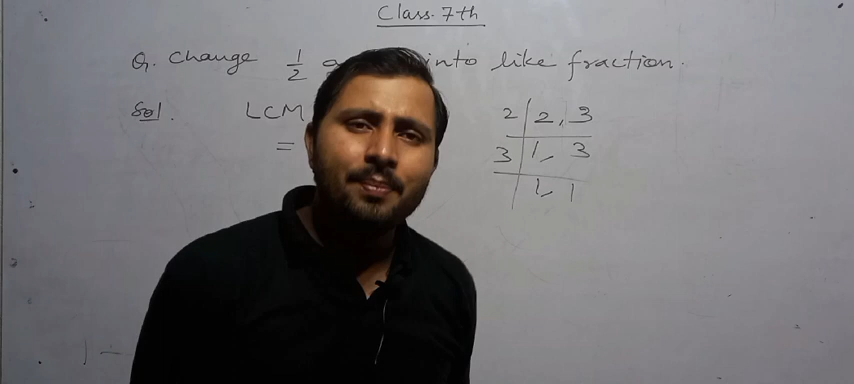 Class. 7th
Q. Change 1/2 into like fraction.
Sol. LCM
=
2 | 2, 3
3 | 1, 3
1, 1